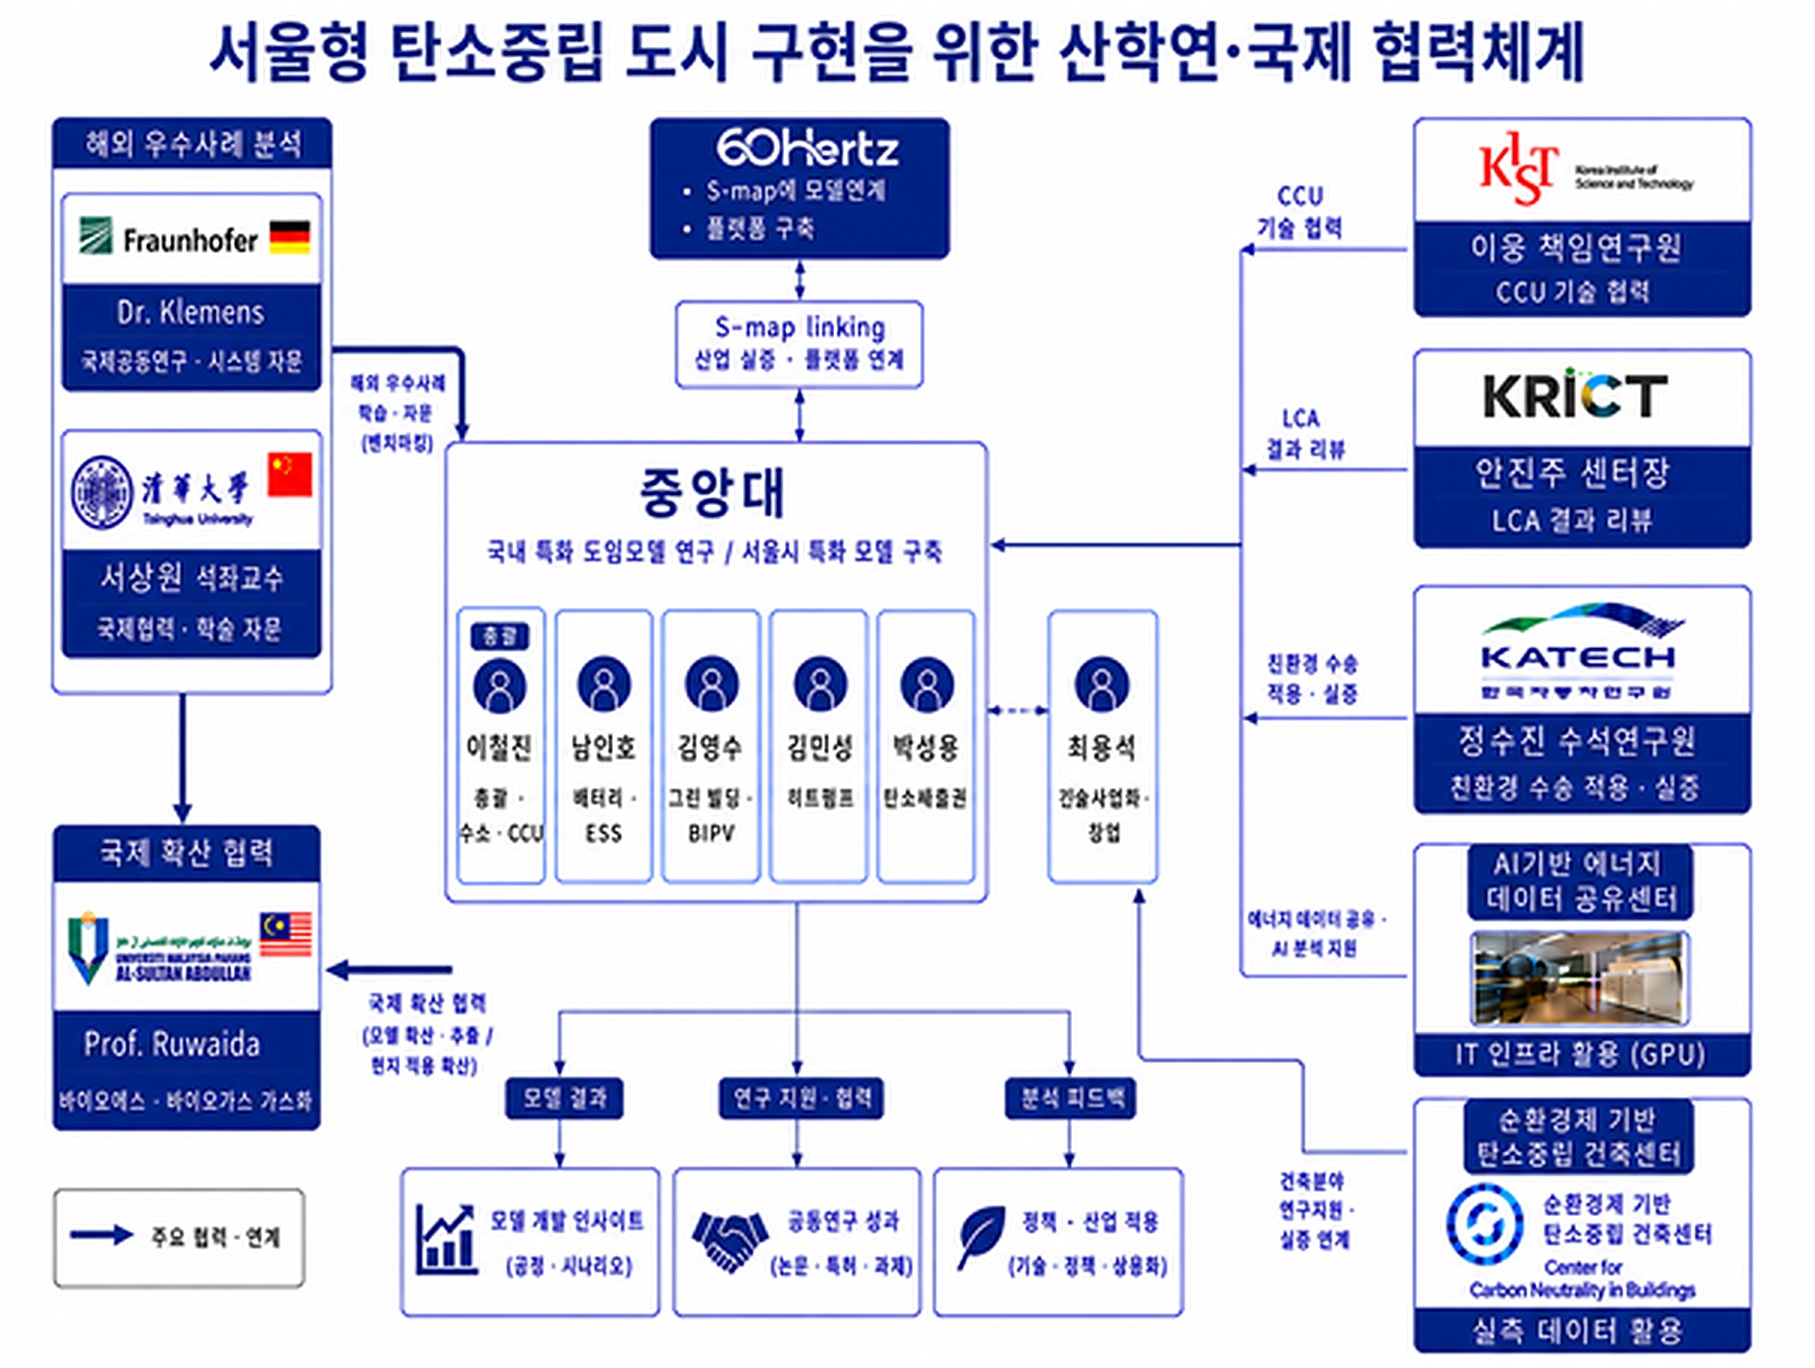 서울형 탄소중립 도시 구현을 위한 산학연·국제 협력체계
해외 우수사례 분석
Fraunhofer
Dr. Klemens
국제공동연구 · 시스템 자문
清華大學
Tsinghua University
서상원 석좌교수
국제협력 · 학술 자문
해외 우수사례
학습 · 자문
(벤치마킹)
국제 확산 협력
UNIVERSITI MALAYSIA PAHANG
AL-SULTAN ABDULLAH
Prof. Ruwaida
바이오에스 · 바이오가스 가스화
국제 확산 협력
(모델 확산 · 추출 /
현지 적용 확산)
주요 협력 · 연계
60Hertz
• S-map에 모델연계
• 플랫폼 구축
S-map linking
산업 실증 · 플랫폼 연계
중앙대
국내 특화 도입모델 연구 / 서울시 특화 모델 구축
총괄
이철진
총괄 ·
수소 · CCU
남인호
배터리 ·
ESS
김영수
그린 빌딩 ·
BIPV
김민성
히트펌프
박성용
최용석
창업
모델 결과
연구 지원 · 협력
분석 피드백
모델 개발 인사이트
(공정 · 시나리오)
공동연구 성과
(논문 · 특허 · 과제)
정책 · 산업 적용
(기술 · 정책 · 상용화)
CCU
기술 협력
LCA
결과 리뷰
친환경 수송
적용 · 실증
에너지 데이터 공유 ·
AI 분석 지원
건축분야
연구지원 ·
실증 연계
KIST
Korea Institute of
Science and Technology
이웅 책임연구원
CCU 기술 협력
KRICT
안진주 센터장
LCA 결과 리뷰
KATECH
한국자동차연구원
정수진 수석연구원
친환경 수송 적용 · 실증
AI기반 에너지
데이터 공유센터
IT 인프라 활용 (GPU)
순환경제 기반
탄소중립 건축센터
순환경제 기반
탄소중립 건축센터
Center for
Carbon Neutrality in Buildings
실측 데이터 활용